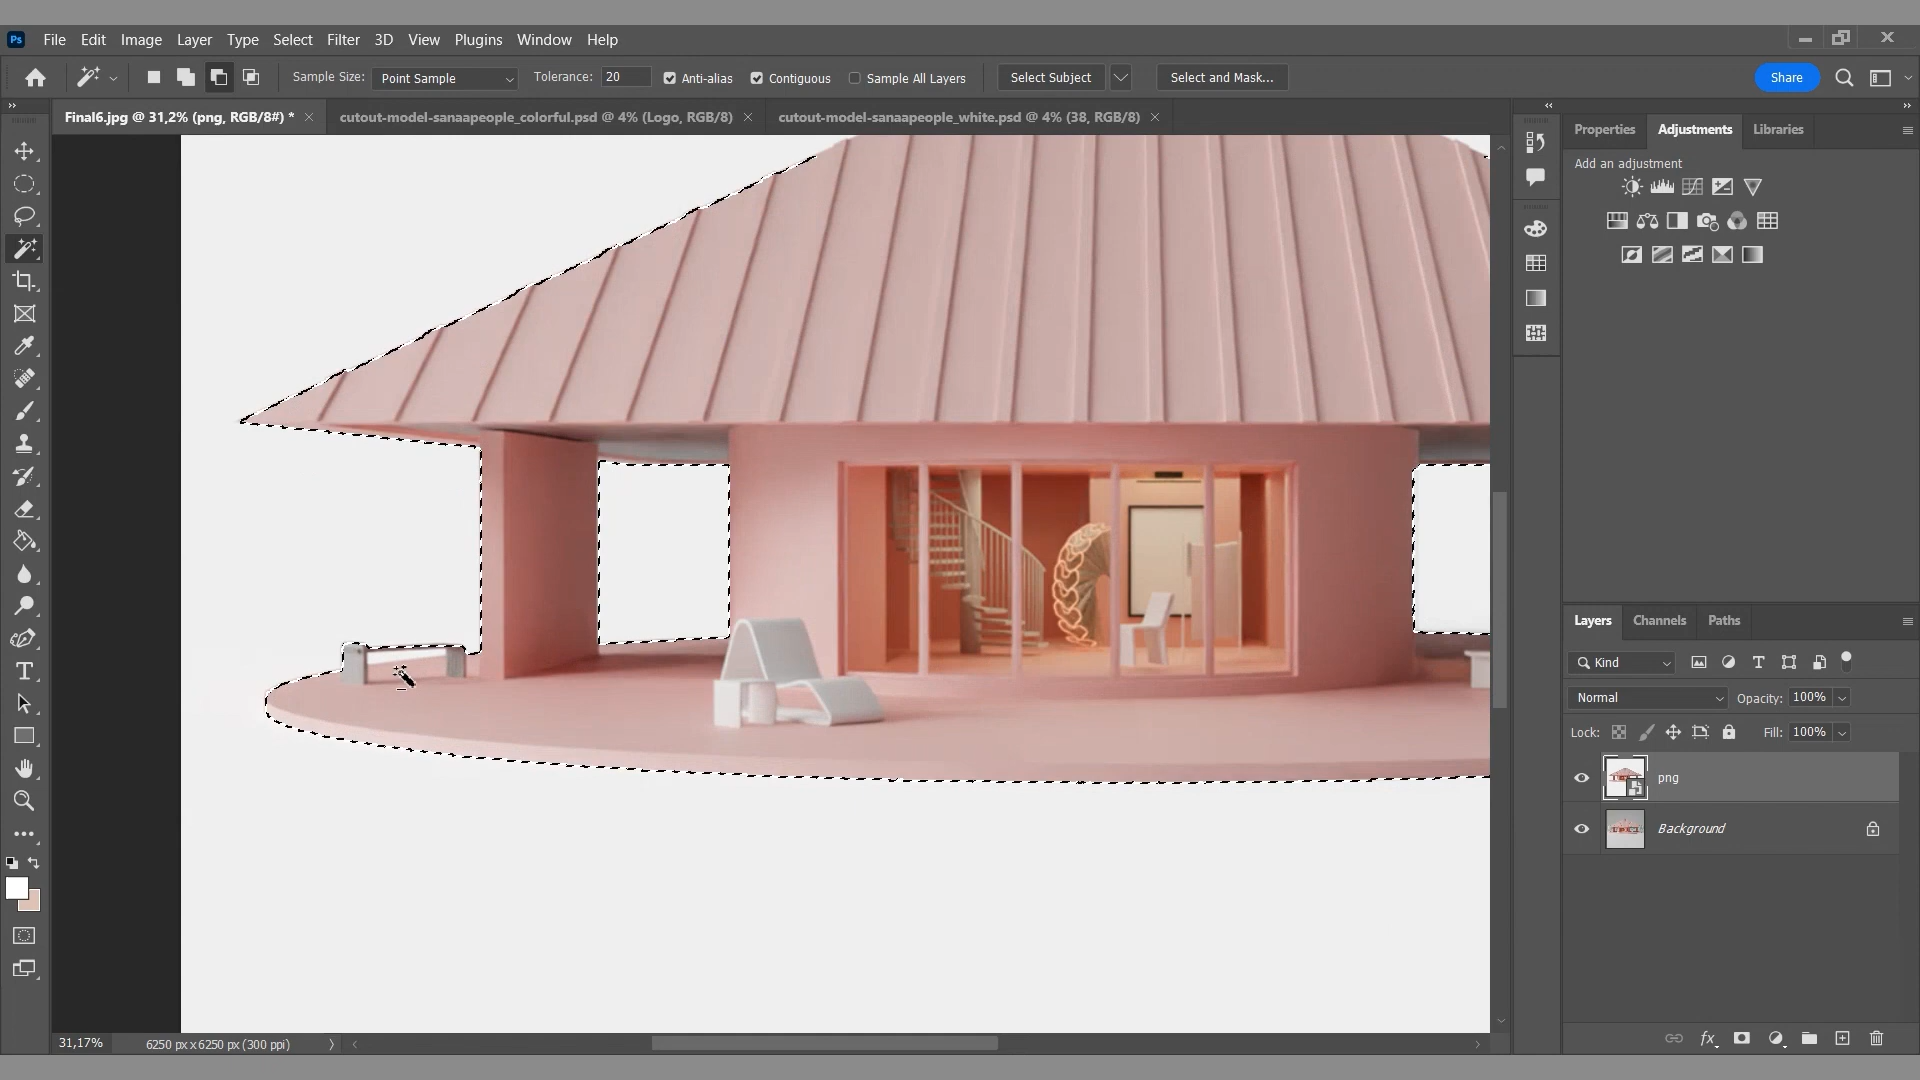 Ps File Edit Image Layer Type Select Filter 3D View Plugins Window Help
Sample Size: Point Sample Tolerance: 20 Anti-alias Contiguous Sample All Layers Select Subject Select and Mask... Share
Final6.jpg @ 31,2% (png, RGB/8#) * cutout-model-sanaapeople_colorful.psd @ 4% (Logo, RGB/8) cutout-model-sanaapeople_white.psd @ 4% (38, RGB/8)
Properties Adjustments Libraries
Add an adjustment
Layers Channels Paths
Kind
Normal Opacity: 100%
Lock: Fill: 100%
png
Background
fx
31,17% 6250 px x 6250 px (300 ppi)